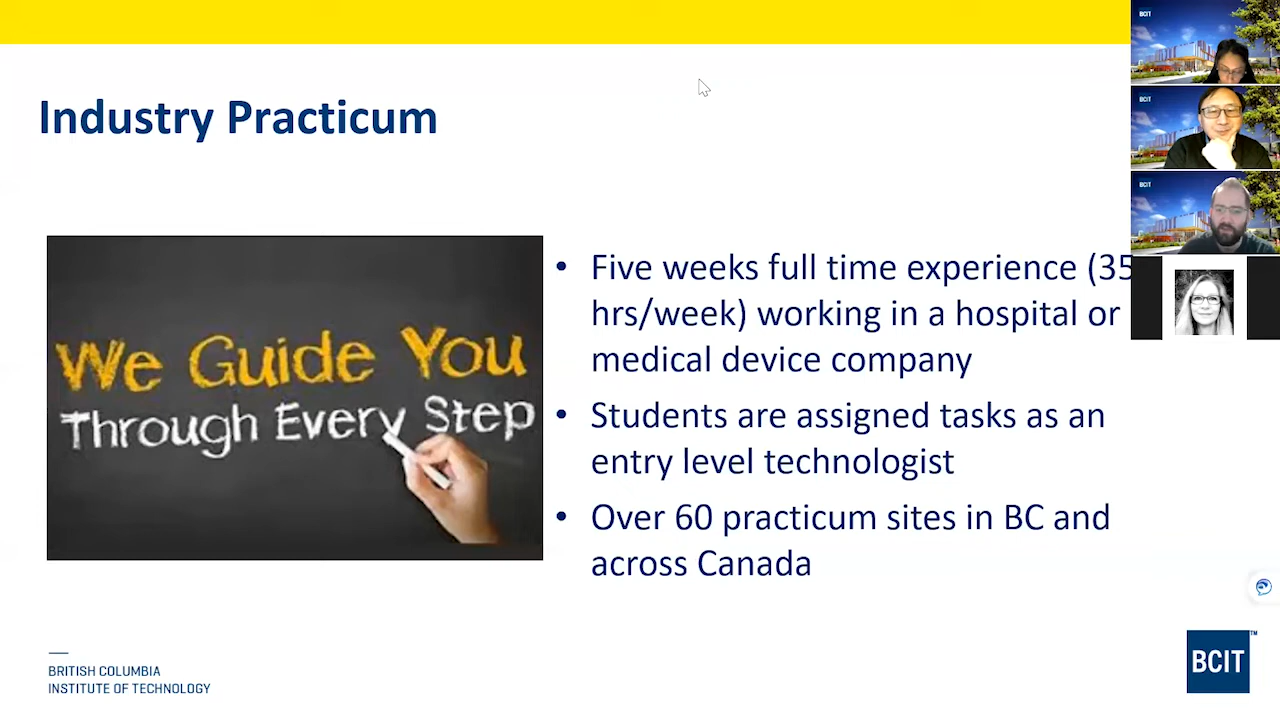 Industry Practicum
We Guide You
Through Every Step
• Five weeks full time experience (35
hrs/week) working in a hospital or
medical device company
• Students are assigned tasks as an
entry level technologist
• Over 60 practicum sites in BC and
across Canada
BRITISH COLUMBIA
INSTITUTE OF TECHNOLOGY
BCIT™
BCIT
BCIT
BCIT